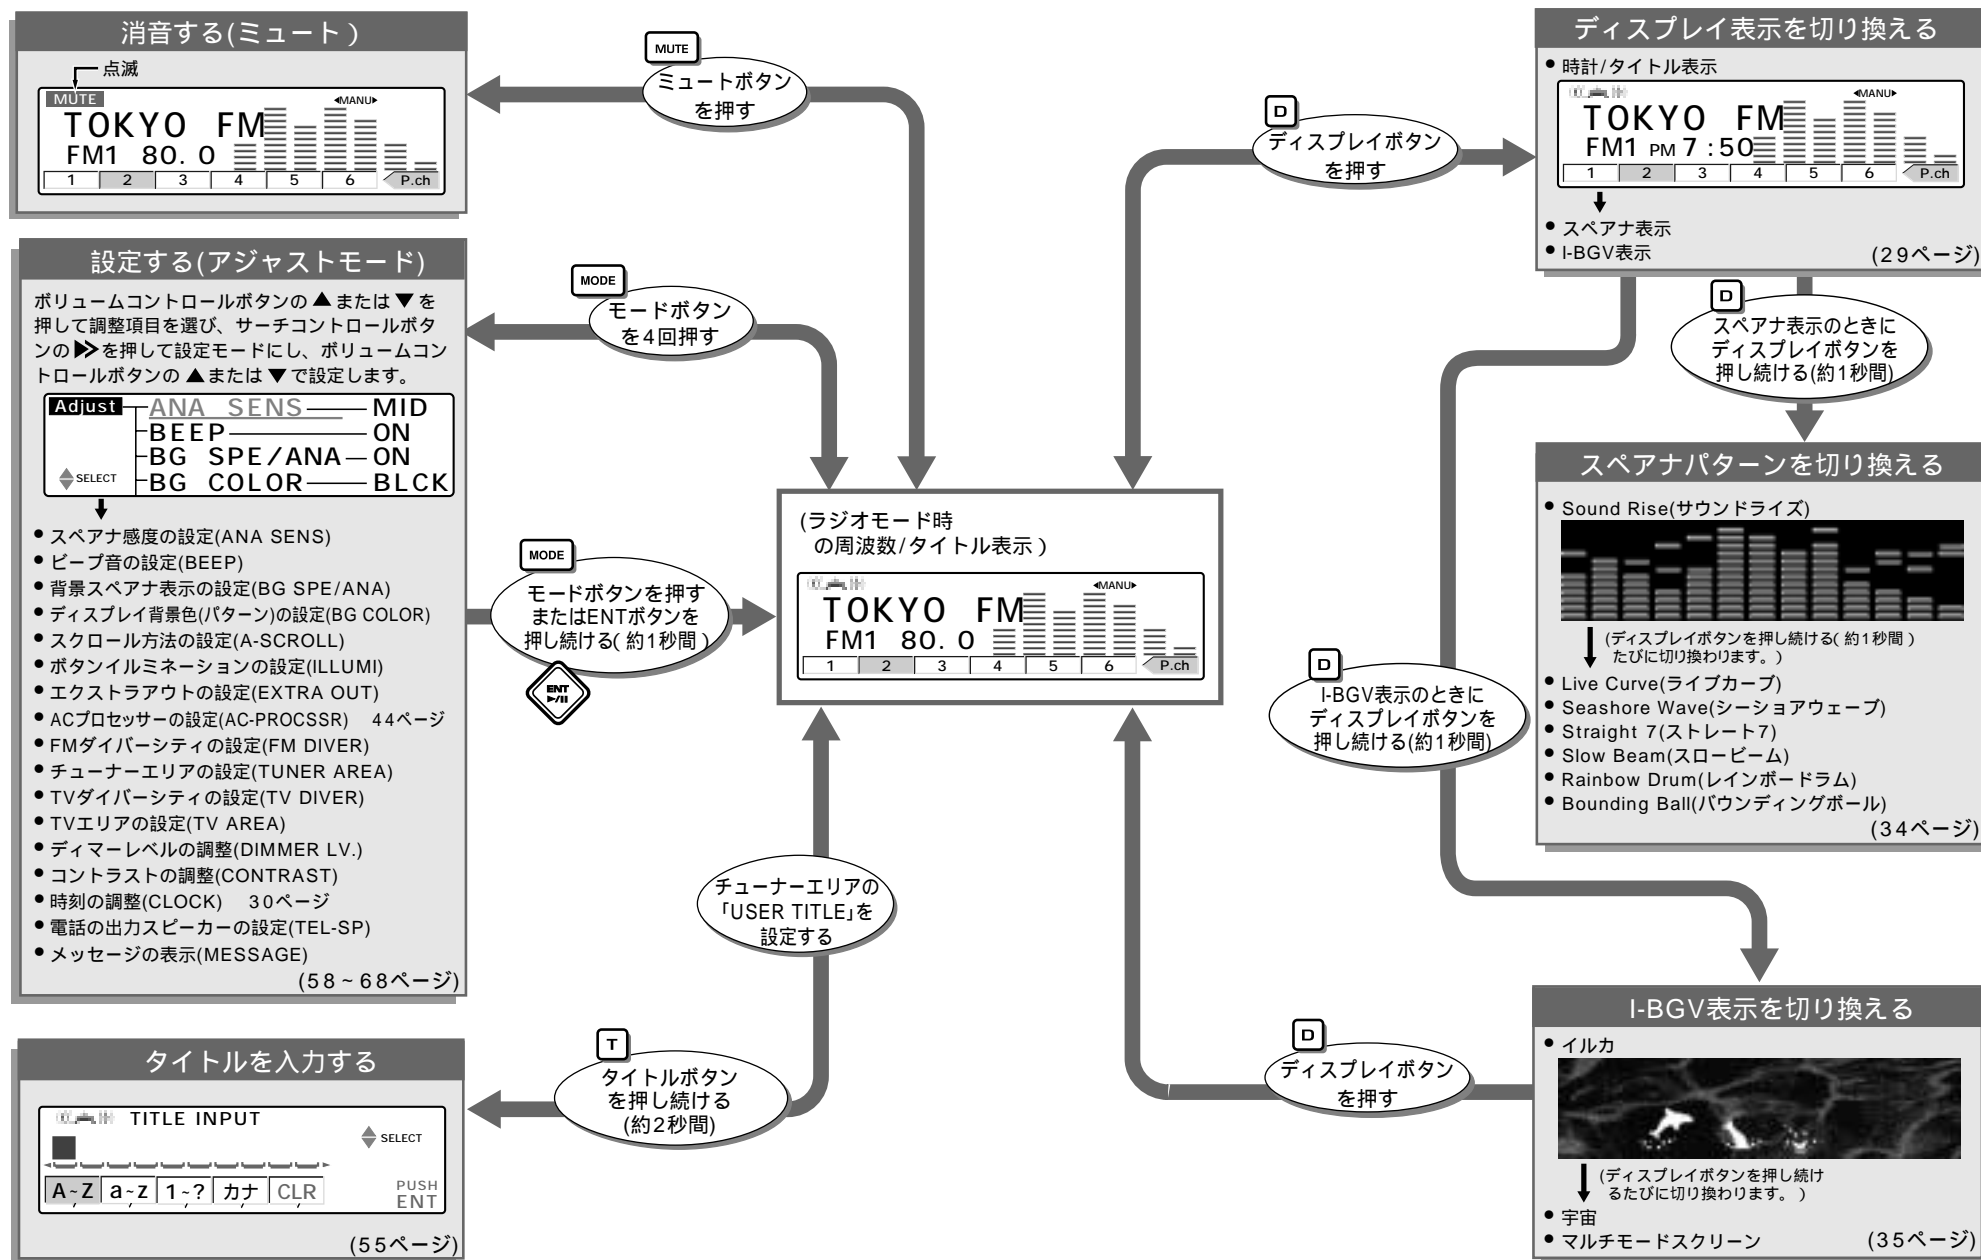 消音する(ミュート)
点滅
MUTE
◀MANU▶
TOKYO FM
FM1 80.0
1 2 3 4 5 6 P.ch
MUTE
ミュートボタン
を押す
設定する(アジャストモード)
ボリュームコントロールボタンの▲または▼を
押して調整項目を選び、サーチコントロールボタ
ンの▶▶を押して設定モードにし、ボリュームコン
トロールボタンの▲または▼で設定します。
Adjust
ANA SENS MID
BEEP ON
BG SPE/ANA ON
SELECT
BG COLOR BLCK
● スペアナ感度の設定(ANA SENS)
● ビープ音の設定(BEEP)
● 背景スペアナ表示の設定(BG SPE/ANA)
● ディスプレイ背景色(パターン)の設定(BG COLOR)
● スクロール方法の設定(A-SCROLL)
● ボタンイルミネーションの設定(ILLUMI)
● エクストラアウトの設定(EXTRA OUT)
● ACプロセッサーの設定(AC-PROCSSR) 44ページ
● FMダイバーシティの設定(FM DIVER)
● チューナーエリアの設定(TUNER AREA)
● TVダイバーシティの設定(TV DIVER)
● TVエリアの設定(TV AREA)
● ディマーレベルの調整(DIMMER LV.)
● コントラストの調整(CONTRAST)
● 時刻の調整(CLOCK) 30ページ
● 電話の出力スピーカーの設定(TEL-SP)
● メッセージの表示(MESSAGE)
(58~68ページ)
MODE
モードボタン
を4回押す
MODE
モードボタンを押す
またはENTボタンを
押し続ける(約1秒間)
ENT
▶/II
タイトルを入力する
TITLE INPUT
SELECT
A~Z a~z 1~? カナ CLR
PUSH
ENT
(55ページ)
T
タイトルボタン
を押し続ける
(約2秒間)
チューナーエリアの
「USER TITLE」を
設定する
(ラジオモード時
の周波数/タイトル表示)
◀MANU▶
TOKYO FM
FM1 80.0
1 2 3 4 5 6 P.ch
D
ディスプレイボタン
を押す
ディスプレイ表示を切り換える
● 時計/タイトル表示
◀MANU▶
TOKYO FM
FM1 PM 7:50
1 2 3 4 5 6 P.ch
● スペアナ表示
● I-BGV表示
(29ページ)
D
スペアナ表示のときに
ディスプレイボタンを
押し続ける(約1秒間)
スペアナパターンを切り換える
● Sound Rise(サウンドライズ)
(ディスプレイボタンを押し続ける(約1秒間)
たびに切り換わります。)
● Live Curve(ライブカーブ)
● Seashore Wave(シーショアウェーブ)
● Straight 7(ストレート7)
● Slow Beam(スロービーム)
● Rainbow Drum(レインボードラム)
● Bounding Ball(バウンディングボール)
(34ページ)
D
I-BGV表示のときに
ディスプレイボタンを
押し続ける(約1秒間)
I-BGV表示を切り換える
● イルカ
(ディスプレイボタンを押し続け
るたびに切り換わります。)
● 宇宙
● マルチモードスクリーン
(35ページ)
D
ディスプレイボタン
を押す